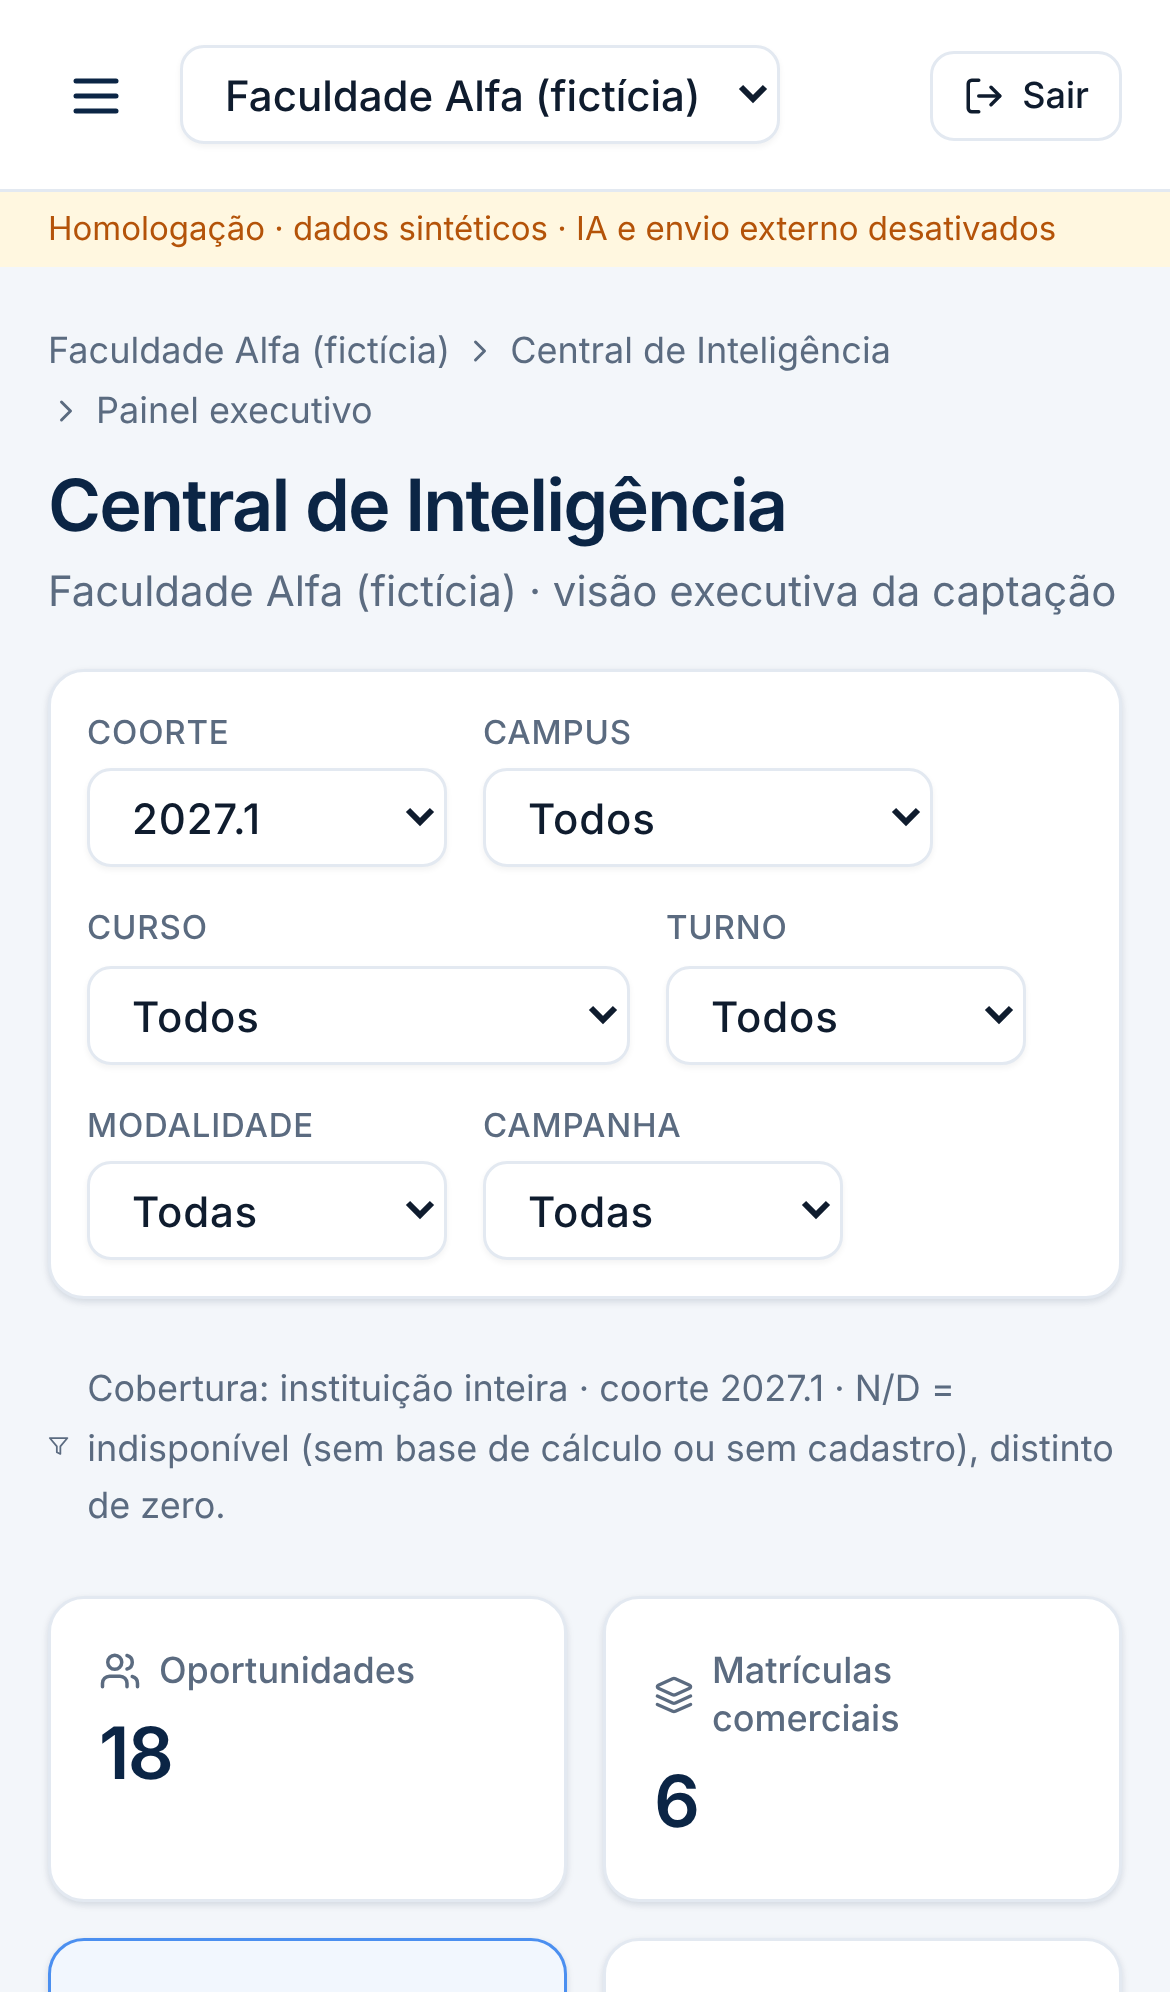 Faculdade Alfa (fictícia)
Sair
Homologação · dados sintéticos · IA e envio externo desativados
Faculdade Alfa (fictícia) > Central de Inteligência
> Painel executivo
Central de Inteligência
Faculdade Alfa (fictícia) · visão executiva da captação
COORTE CAMPUS
2027.1 Todos
CURSO TURNO
Todos Todos
MODALIDADE CAMPANHA
Todas Todas
Cobertura: instituição inteira · coorte 2027.1 · N/D =
indisponível (sem base de cálculo ou sem cadastro), distinto
de zero.
Oportunidades
18
Matrículas
comerciais
6